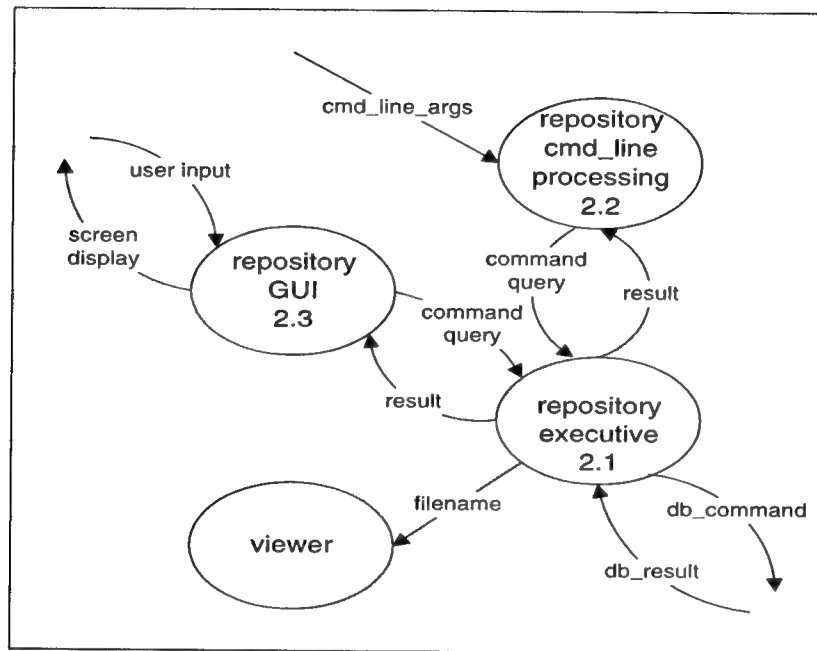 cmd_line_args
repository
cmd_line
processing
2.2
user input
screen
display
repository
GUI
2.3
command
query
result
command
query
result
repository
executive
2.1
filename
viewer
db_command
db_result